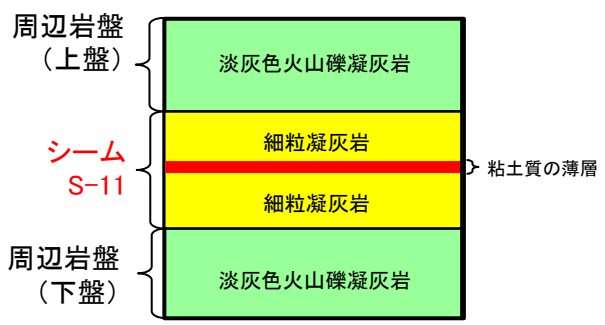 周辺岩盤
（上盤）
淡灰色火山礫凝灰岩
シーム
S-11
細粒凝灰岩
粘土質の薄層
細粒凝灰岩
周辺岩盤
（下盤）
淡灰色火山礫凝灰岩